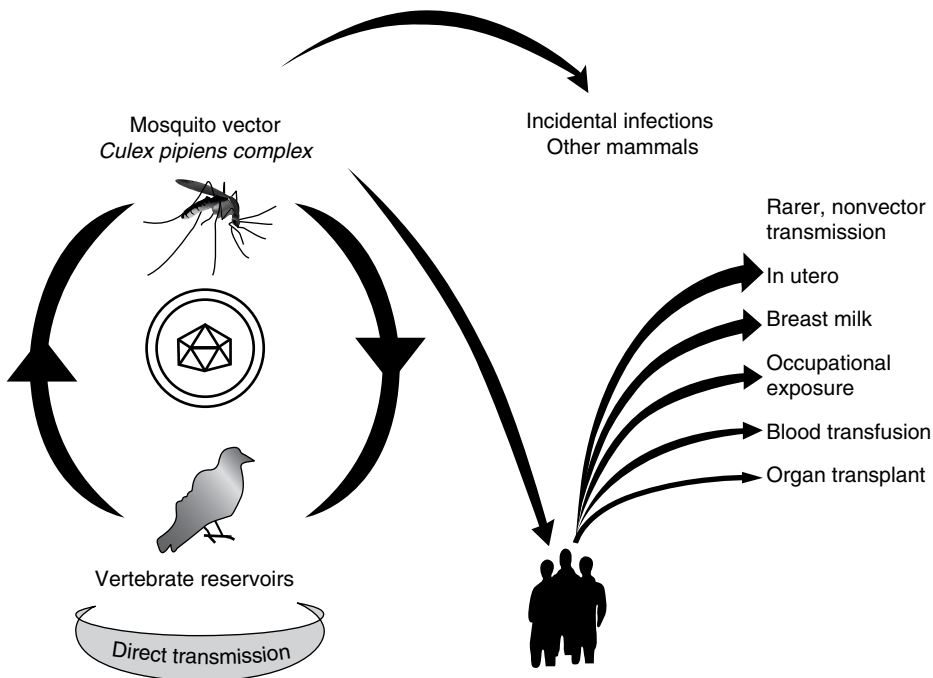 Mosquito vector
Culex pipiens complex
Incidental infections
Other mammals
Rarer, nonvector
transmission
In utero
Breast milk
Occupational
exposure
Blood transfusion
Organ transplant
Vertebrate reservoirs
Direct transmission